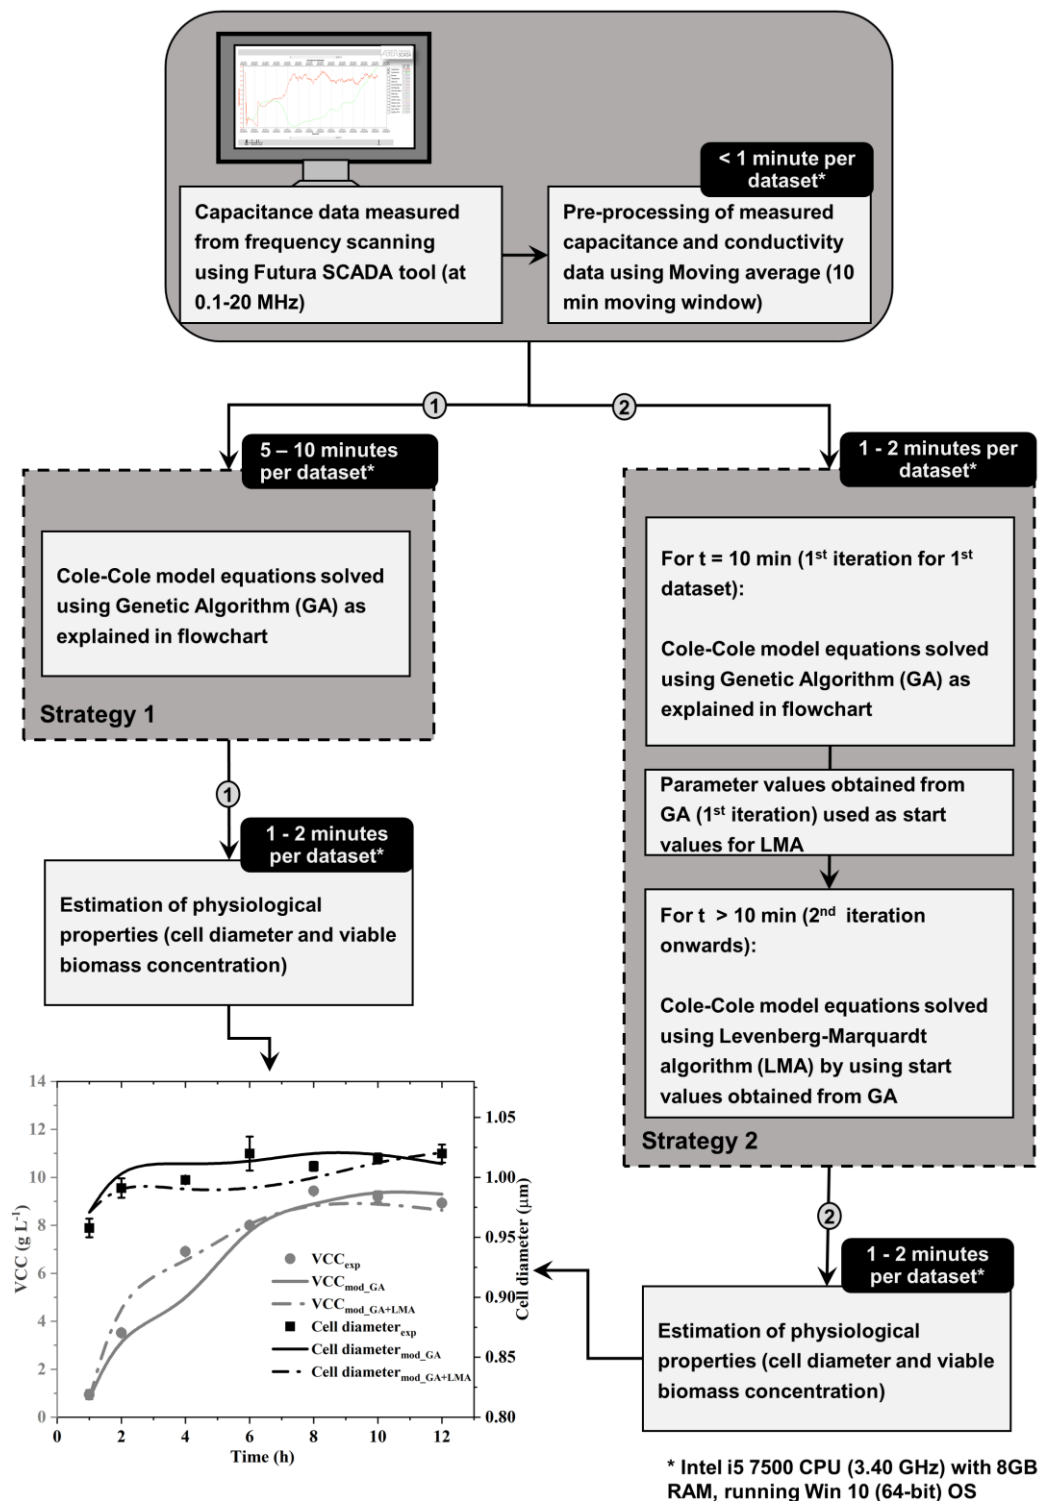 < 1 minute per
dataset*
Capacitance data measured
from frequency scanning
using Futura SCADA tool (at
0.1-20 MHz)
Pre-processing of measured
capacitance and conductivity
data using Moving average (10
min moving window)
1
2
5 – 10 minutes
per dataset*
Cole-Cole model equations solved
using Genetic Algorithm (GA) as
explained in flowchart
Strategy 1
1
1 - 2 minutes
per dataset*
Estimation of physiological
properties (cell diameter and viable
biomass concentration)
1 - 2 minutes per
dataset*
For t = 10 min (1st iteration for 1st
dataset):
Cole-Cole model equations solved
using Genetic Algorithm (GA) as
explained in flowchart
Parameter values obtained from
GA (1st iteration) used as start
values for LMA
For t > 10 min (2nd iteration
onwards):
Cole-Cole model equations solved
using Levenberg-Marquardt
algorithm (LMA) by using start
values obtained from GA
Strategy 2
2
1 - 2 minutes
per dataset*
Estimation of physiological
properties (cell diameter and viable
biomass concentration)
VCC (g L-1)
14
12
10
8
6
4
2
0
0
2
4
6
8
10
12
Time (h)
1.05
1.00
0.95
0.90
0.85
0.80
Cell diameter (μm)
VCCexp
VCCmod_GA
VCCmod_GA+LMA
Cell diameterexp
Cell diametermod_GA
Cell diametermod_GA+LMA
* Intel i5 7500 CPU (3.40 GHz) with 8GB
RAM, running Win 10 (64-bit) OS